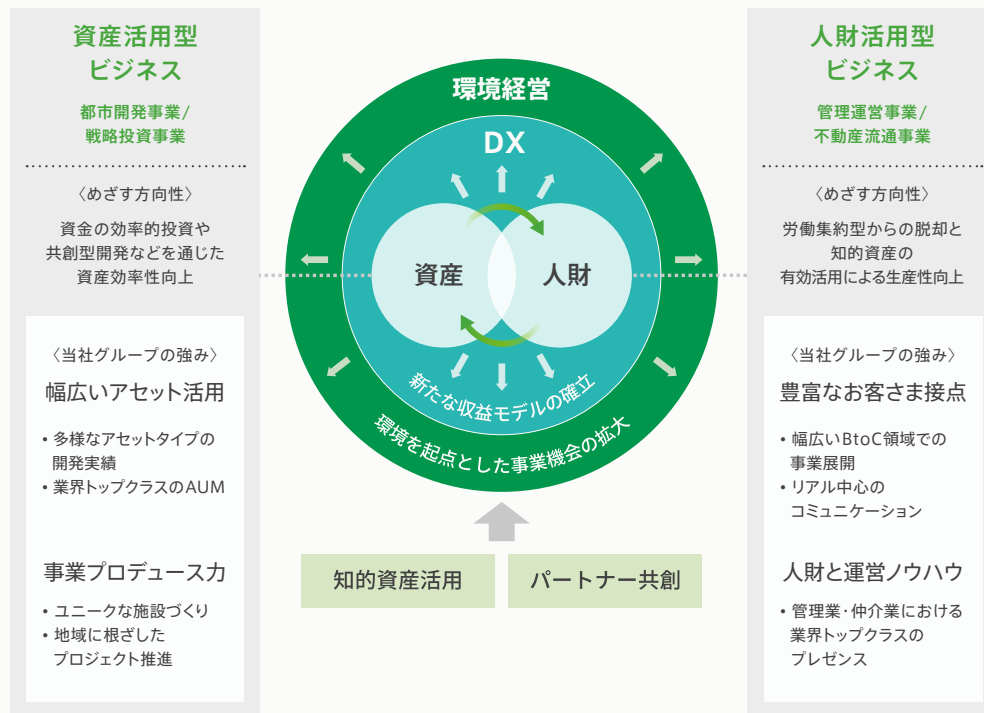 資産活用型
ビジネス
都市開発事業/
戦略投資事業
〈めざす方向性〉
資金の効率的投資や
共創型開発などを通じた
資産効率性向上
〈当社グループの強み〉
幅広いアセット活用
• 多様なアセットタイプの
開発実績
• 業界トップクラスのAUM
事業プロデュース力
• ユニークな施設づくり
• 地域に根ざした
プロジェクト推進
環境経営
DX
資産
人財
新たな収益モデルの確立
環境を起点とした事業機会の拡大
知的資産活用
パートナー共創
人財活用型
ビジネス
管理運営事業/
不動産流通事業
〈めざす方向性〉
労働集約型からの脱却と
知的資産の
有効活用による生産性向上
〈当社グループの強み〉
豊富なお客さま接点
• 幅広いBtoC領域での
事業展開
• リアル中心の
コミュニケーション
人財と運営ノウハウ
• 管理業・仲介業における
業界トップクラスの
プレゼンス